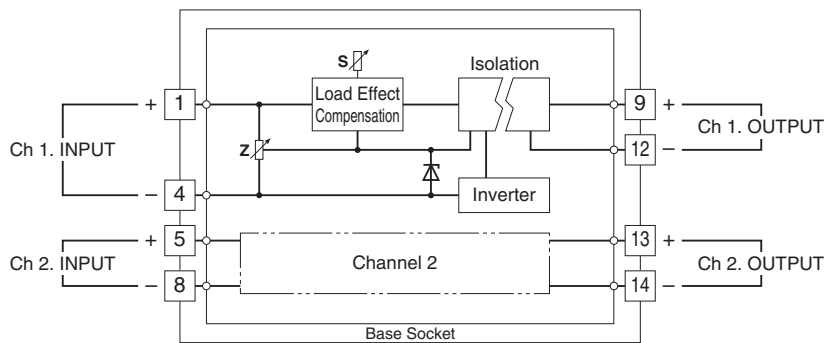 S
Isolation
Load Effect
Compensation
+ 1
9 +
Ch 1. INPUT
Ch 1. OUTPUT
Z
12 −
− 4
Inverter
+ 5
13 +
Ch 2. INPUT
Channel 2
Ch 2. OUTPUT
− 8
14 −
Base Socket